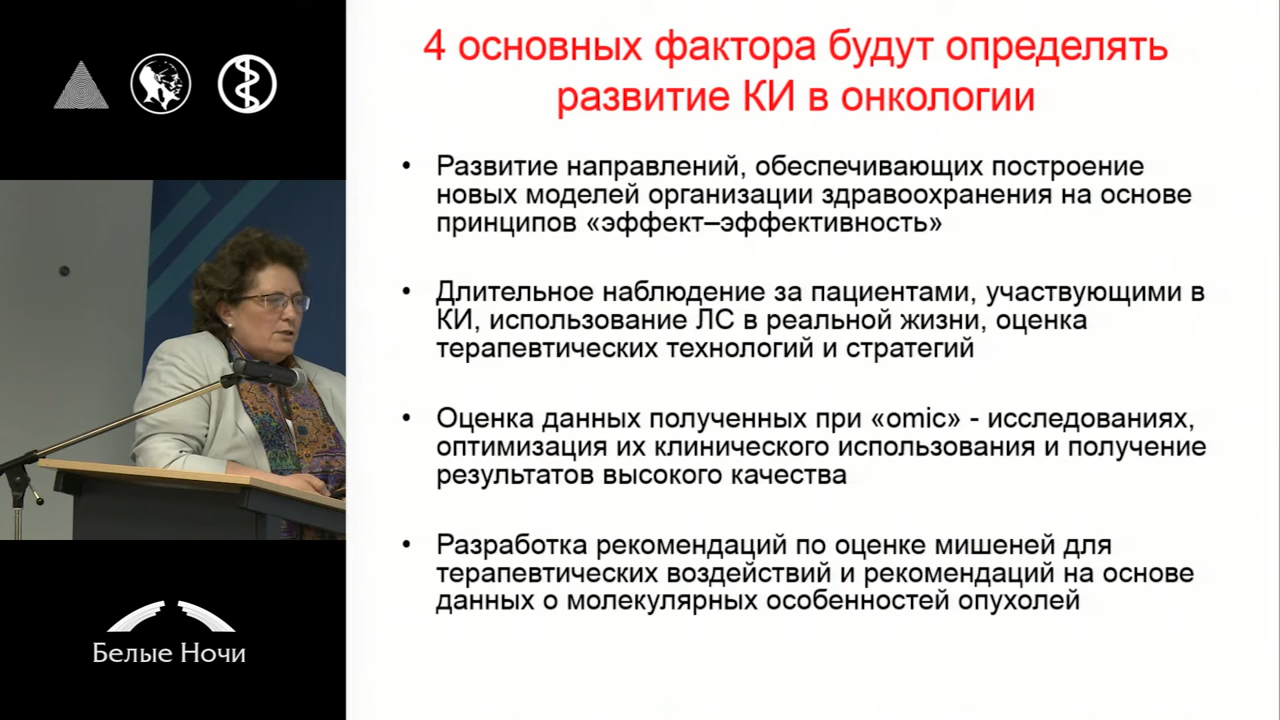 4 основных фактора будут определять
развитие КИ в онкологии
• Развитие направлений, обеспечивающих построение
новых моделей организации здравоохранения на основе
принципов «эффект–эффективность»
• Длительное наблюдение за пациентами, участвующими в
КИ, использование ЛС в реальной жизни, оценка
терапевтических технологий и стратегий
• Оценка данных полученных при «omic» - исследованиях,
оптимизация их клинического использования и получение
результатов высокого качества
• Разработка рекомендаций по оценке мишеней для
терапевтических воздействий и рекомендаций на основе
данных о молекулярных особенностей опухолей
Белые Ночи